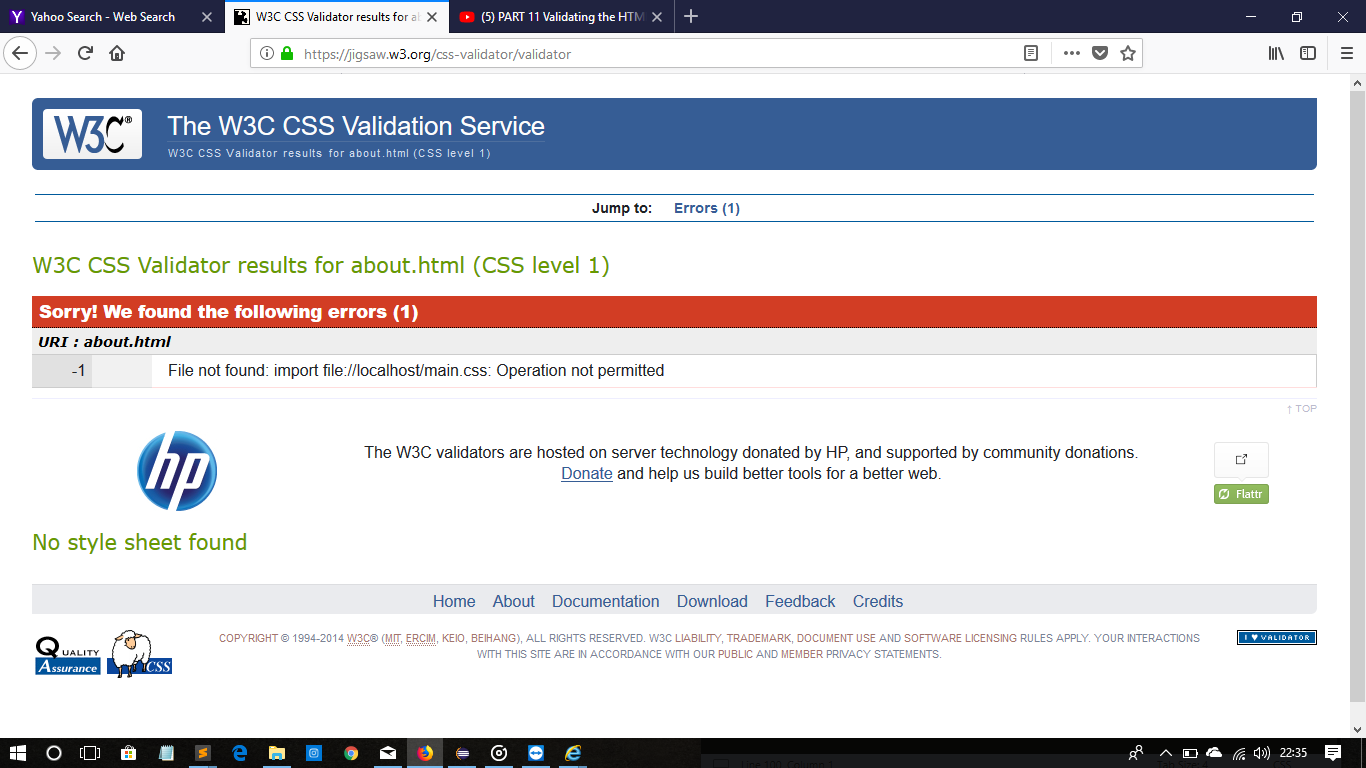 Yahoo Search - Web Search
W3C CSS Validator results for ab
(5) PART 11 Validating the HTM
https://jigsaw.w3.org/css-validator/validator
W3C®
The W3C CSS Validation Service
W3C CSS Validator results for about.html (CSS level 1)
Jump to: Errors (1)
W3C CSS Validator results for about.html (CSS level 1)
Sorry! We found the following errors (1)
URI : about.html
-1 File not found: import file://localhost/main.css: Operation not permitted
↑ TOP
hp
The W3C validators are hosted on server technology donated by HP, and supported by community donations.
Donate and help us build better tools for a better web.
Flattr
No style sheet found
Home About Documentation Download Feedback Credits
QUALITY
Assurance
CSS
COPYRIGHT © 1994-2014 W3C® (MIT, ERCIM, KEIO, BEIHANG), ALL RIGHTS RESERVED. W3C LIABILITY, TRADEMARK, DOCUMENT USE AND SOFTWARE LICENSING RULES APPLY. YOUR INTERACTIONS
WITH THIS SITE ARE IN ACCORDANCE WITH OUR PUBLIC AND MEMBER PRIVACY STATEMENTS.
I ♥ VALIDATOR
22:35